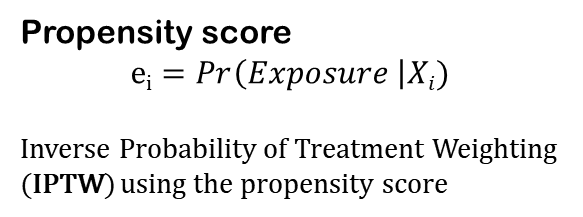 Propensity score
eᵢ = Pr(Exposure |Xᵢ)
Inverse Probability of Treatment Weighting
(IPTW) using the propensity score